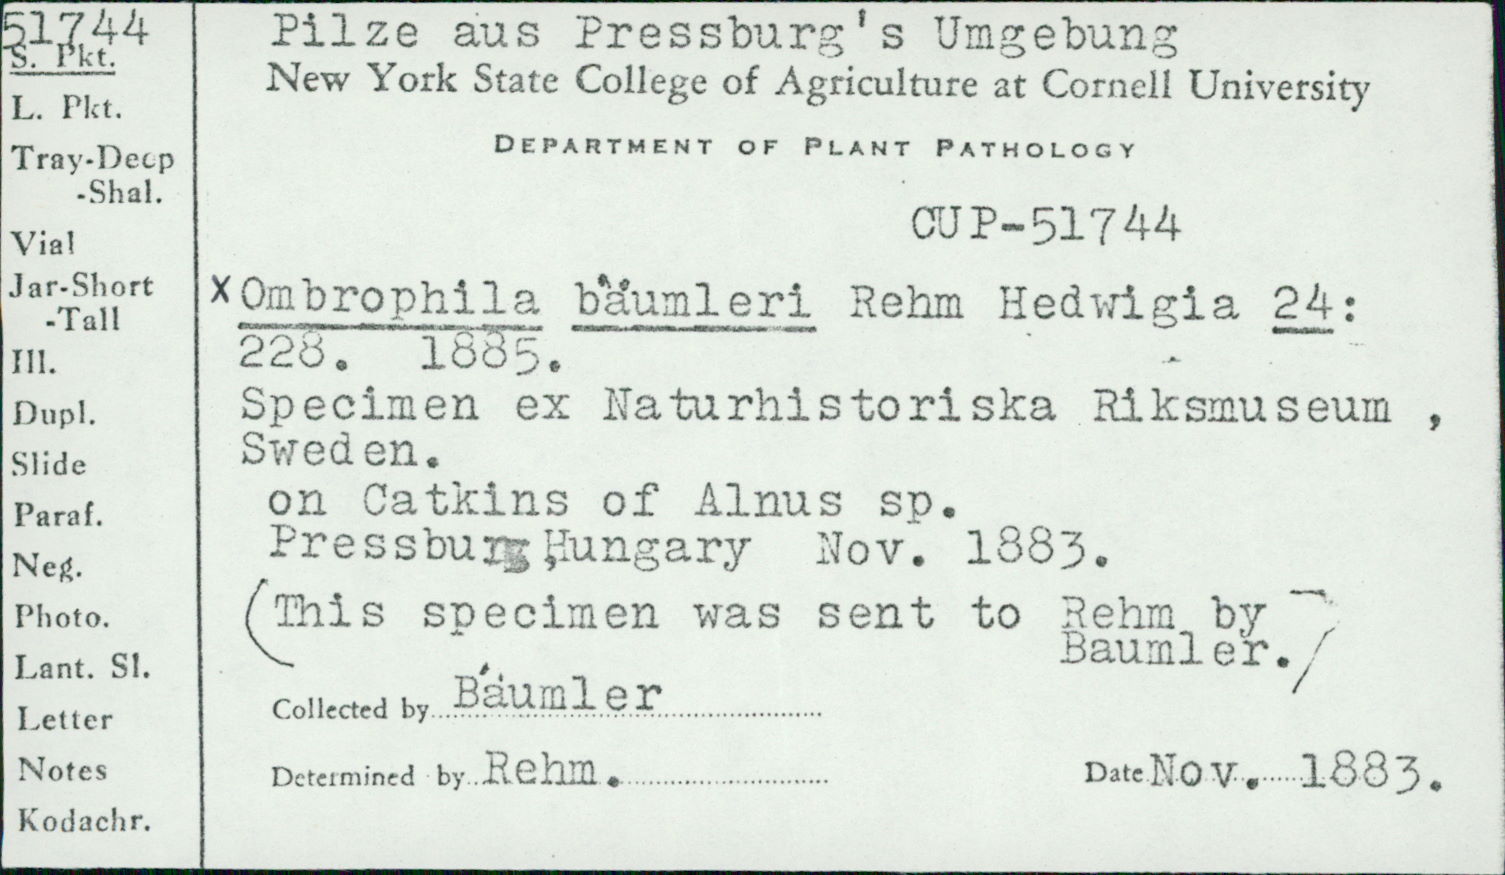 51744
S. Pkt.
L. Pkt.
Tray-Deep
-Shal.
Vial
Jar-Short
-Tall
Ill.
Dupl.
Slide
Paraf.
Neg.
Photo.
Lant. Sl.
Letter
Notes
Kodachr.
Pilze aus Pressburg's Umgebung
New York State College of Agriculture at Cornell University
DEPARTMENT OF PLANT PATHOLOGY
CUP-51744
x Ombrophila bäumleri Rehm Hedwigia 24:
228. 1885.
Specimen ex Naturhistoriska Riksmuseum ,
Sweden.
on Catkins of Alnus sp.
Pressburg,Hungary Nov. 1883.
(This specimen was sent to Rehm by
Baumler.)
Collected by Bäumler
Determined by Rehm.
Date Nov. 1883.